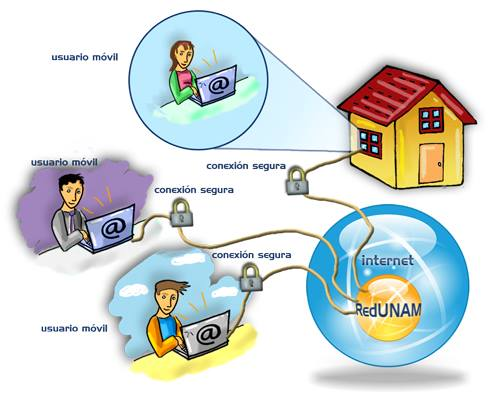 usuario móvil
@
conexión segura
usuario móvil
conexión segura
@
conexión segura
internet
RedUNAM
usuario móvil
@